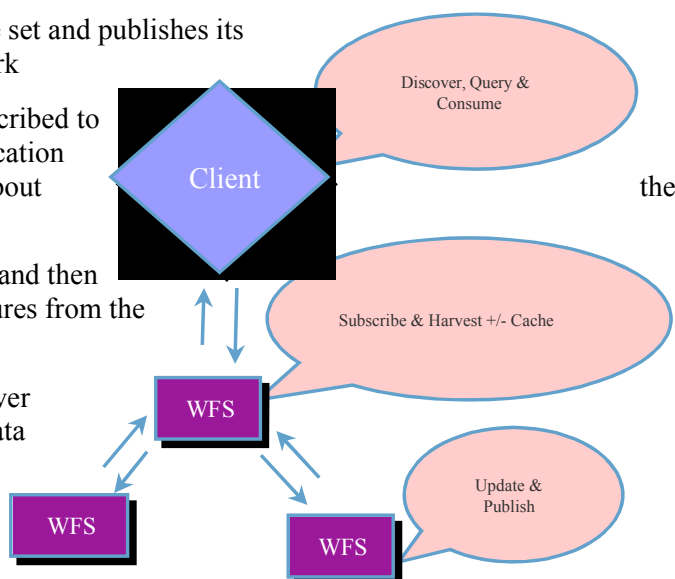 set and publishes its
rk
cribed to
cation
bout
the
and then
ures from the
ver
ata
Discover, Query &
Consume
Client
Subscribe & Harvest +/- Cache
WFS
Update &
Publish
WFS
WFS